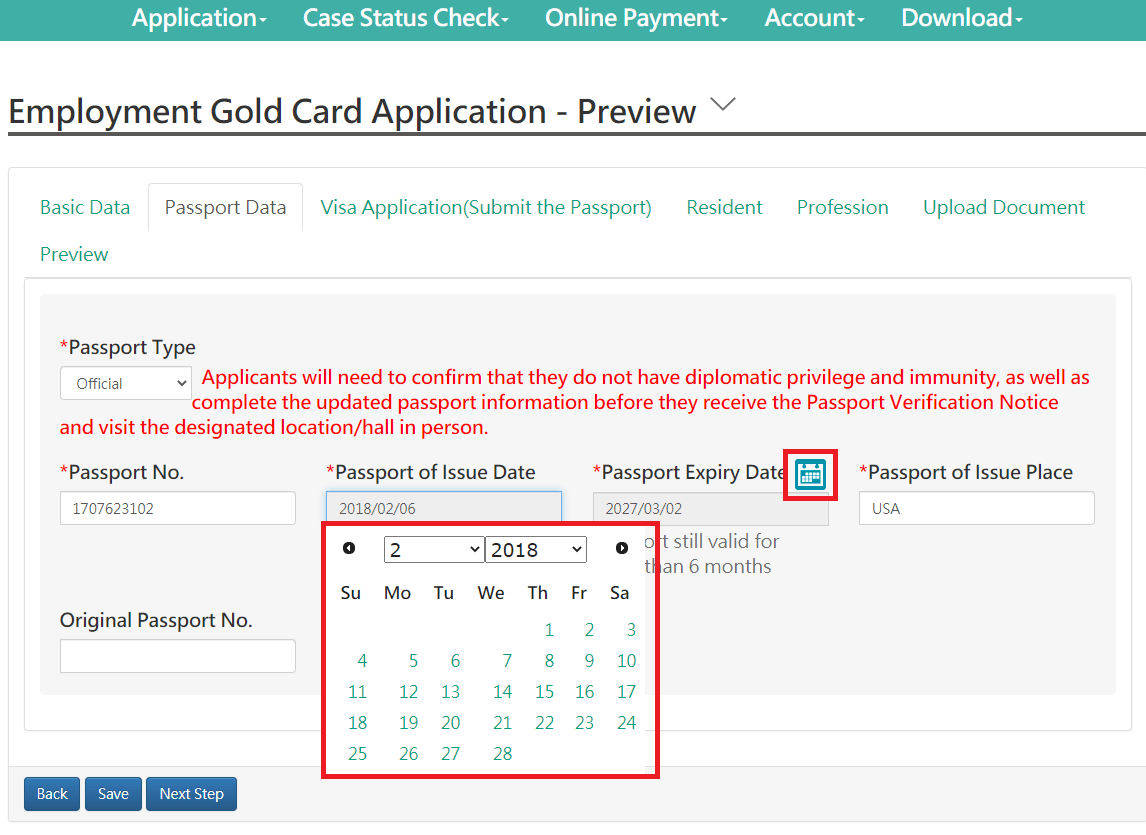 Application Case Status Check Online Payment Account Download
Employment Gold Card Application - Preview
Basic Data Passport Data Visa Application(Submit the Passport) Resident Profession Upload Document
Preview
*Passport Type
Official Applicants will need to confirm that they do not have diplomatic privilege and immunity, as well as
complete the updated passport information before they receive the Passport Verification Notice
and visit the designated location/hall in person.
*Passport No. *Passport of Issue Date *Passport Expiry Date *Passport of Issue Place
1707623102 2018/02/06 2027/03/02 USA
2 2018 ort still valid for
than 6 months
Su Mo Tu We Th Fr Sa
Original Passport No.
1 2 3
4 5 6 7 8 9 10
11 12 13 14 15 16 17
18 19 20 21 22 23 24
25 26 27 28
Back Save Next Step